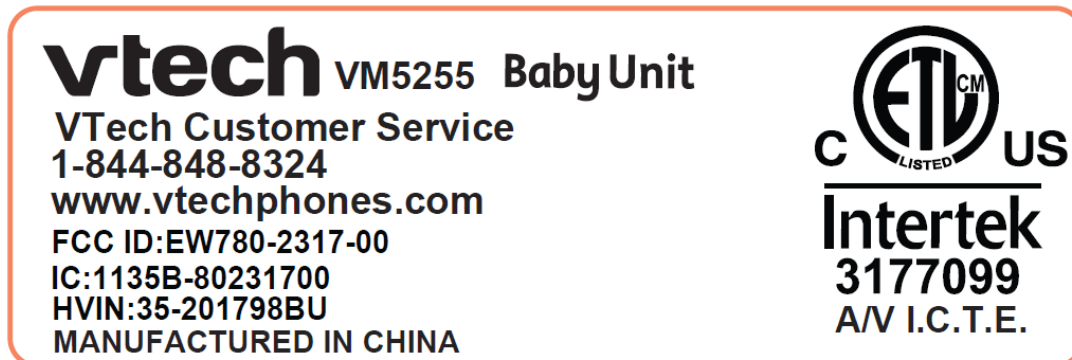 vtech VM5255 Baby Unit
VTech Customer Service
1-844-848-8324
www.vtechphones.com
FCC ID:EW780-2317-00
IC:1135B-80231700
HVIN:35-201798BU
MANUFACTURED IN CHINA
ETL CM
C LISTED US
Intertek
3177099
A/V I.C.T.E.